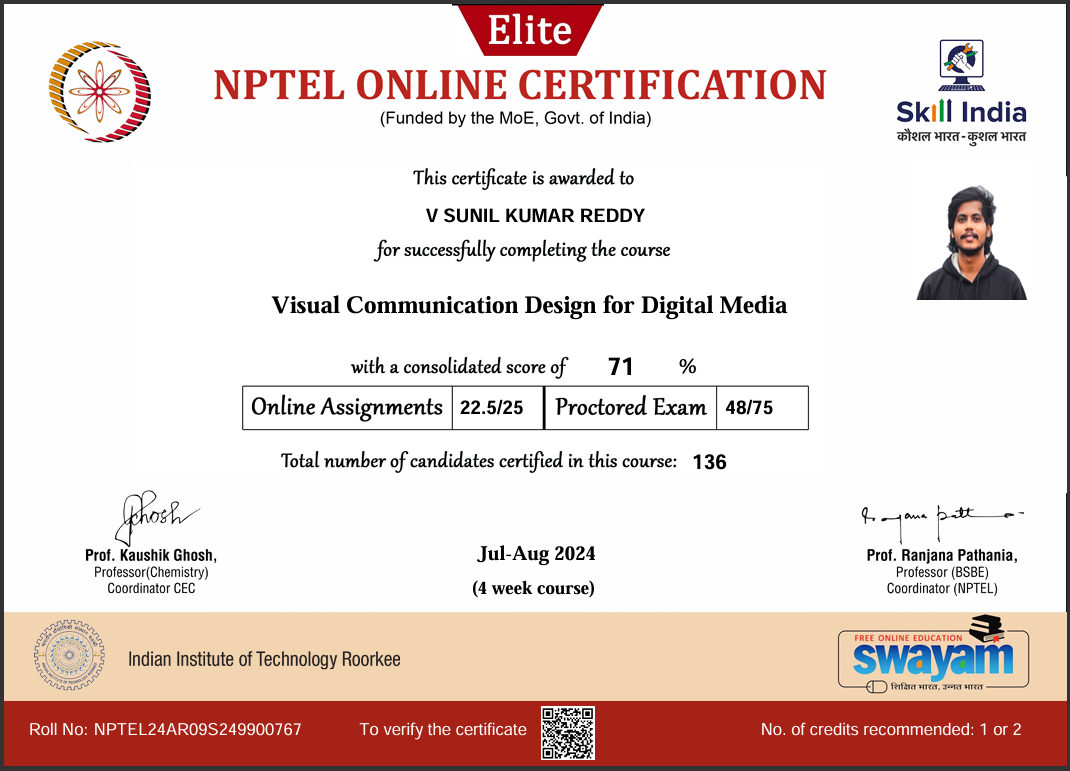 Elite
NPTEL ONLINE CERTIFICATION
(Funded by the MoE, Govt. of India)
Skill India
कौशल भारत - कुशल भारत
This certificate is awarded to
V SUNIL KUMAR REDDY
for successfully completing the course
Visual Communication Design for Digital Media
with a consolidated score of 71 %
Online Assignments 22.5/25 Proctored Exam 48/75
Total number of candidates certified in this course: 136
Prof. Kaushik Ghosh,
Professor(Chemistry)
Coordinator CEC
Jul-Aug 2024
(4 week course)
Prof. Ranjana Pathania,
Professor (BSBE)
Coordinator (NPTEL)
Indian Institute of Technology Roorkee
FREE ONLINE EDUCATION
swayam
शिक्षित भारत, उन्नत भारत
Roll No: NPTEL24AR09S249900767
To verify the certificate
No. of credits recommended: 1 or 2